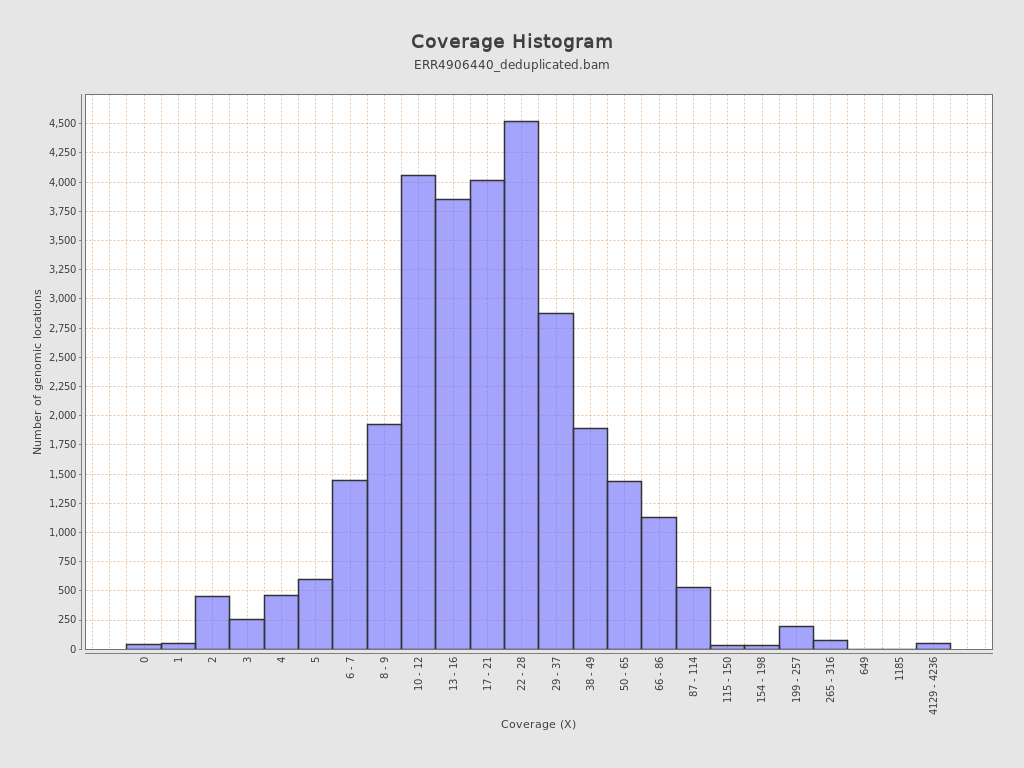 Coverage Histogram
ERR4906440_deduplicated.bam
Number of genomic locations
4,500
4,250
4,000
3,750
3,500
3,250
3,000
2,750
2,500
2,250
2,000
1,750
1,500
1,250
1,000
750
500
250
0
0
1
2
3
4
5
6 - 7
8 - 9
10 - 12
13 - 16
17 - 21
22 - 28
29 - 37
38 - 49
50 - 65
66 - 86
87 - 114
115 - 150
154 - 198
199 - 257
265 - 316
649
1185
4129 - 4236
Coverage (X)